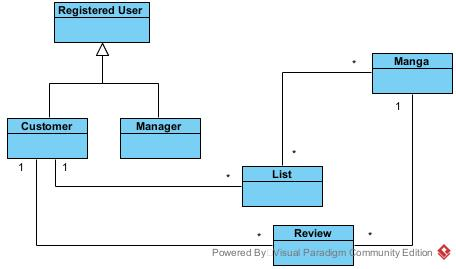 Registered User
Manga
*
1
Customer
Manager
1
1
*
*
List
*
*
Review
Powered By Visual Paradigm Community Edition